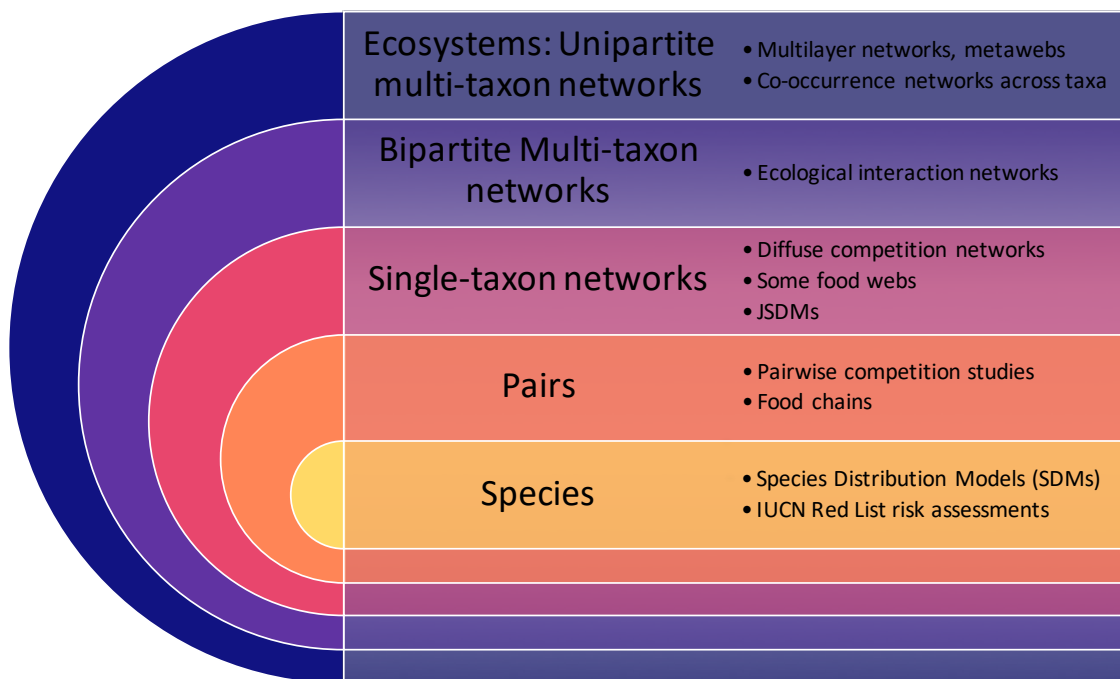 Ecosystems: Unipartite
multi-taxon networks
• Multilayer networks, metawebs
• Co-occurrence networks across taxa
Bipartite Multi-taxon
networks
• Ecological interaction networks
Single-taxon networks
• Diffuse competition networks
• Some food webs
• JSDMs
Pairs
• Pairwise competition studies
• Food chains
Species
• Species Distribution Models (SDMs)
• IUCN Red List risk assessments